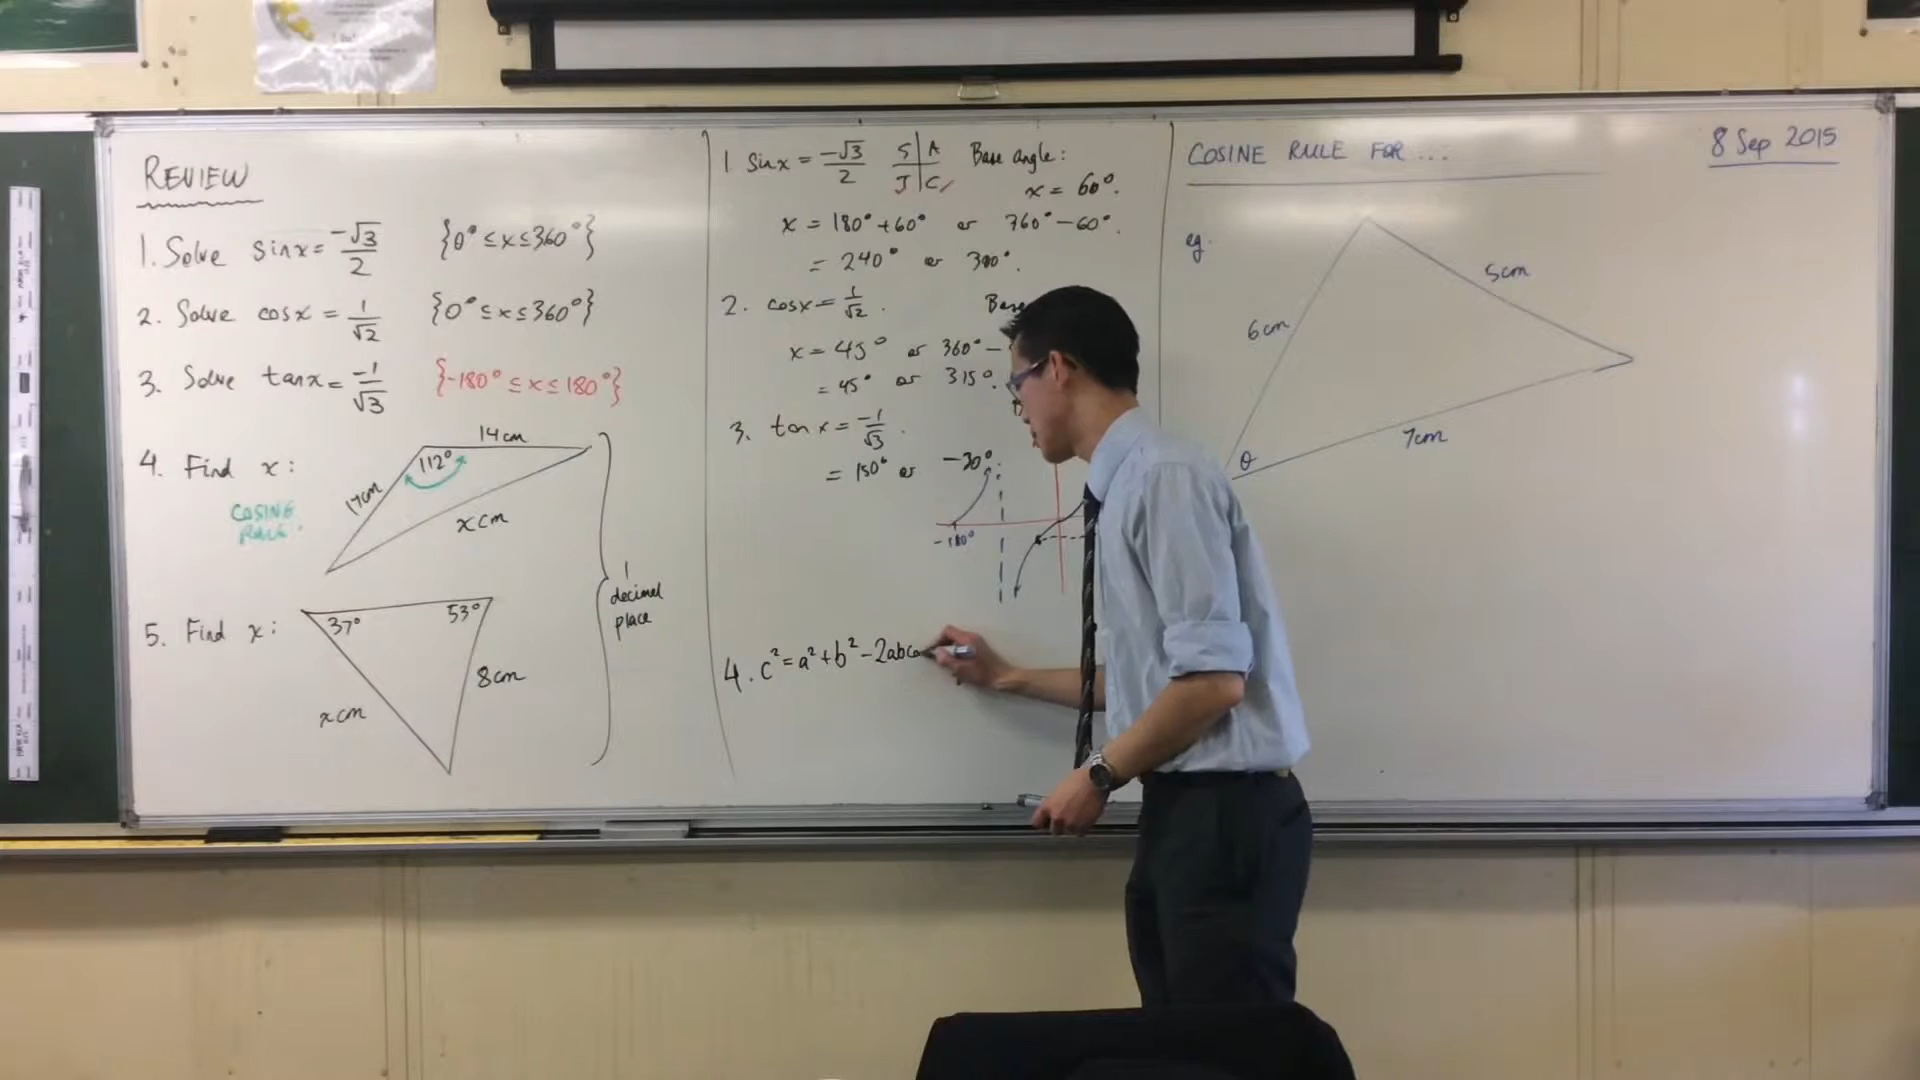 REVIEW
1. Solve sin x = -√3/2 {0° ≤ x ≤ 360°}
2. Solve cos x = 1/√2 {0° ≤ x ≤ 360°}
3. Solve tan x = -1/√3 {-180° ≤ x ≤ 180°}
4. Find x:
14cm
112°
17cm
x cm
COSINE
RULE
5. Find x:
37°
53°
8cm
x cm
1
decimal
place
1 sin x = -√3/2 S A T C Base angle:
x = 60°.
x = 180° + 60° or 360° - 60°.
= 240° or 300°.
2. cos x = 1/√2 . Base
x = 45° or 360° -
= 45° or 315°.
3. tan x = -1/√3 .
= 150° or -30°.
-180°
4. c² = a² + b² - 2ab co
COSINE RULE FOR ...
8 Sep 2015
eg.
6cm
5cm
7cm
θ